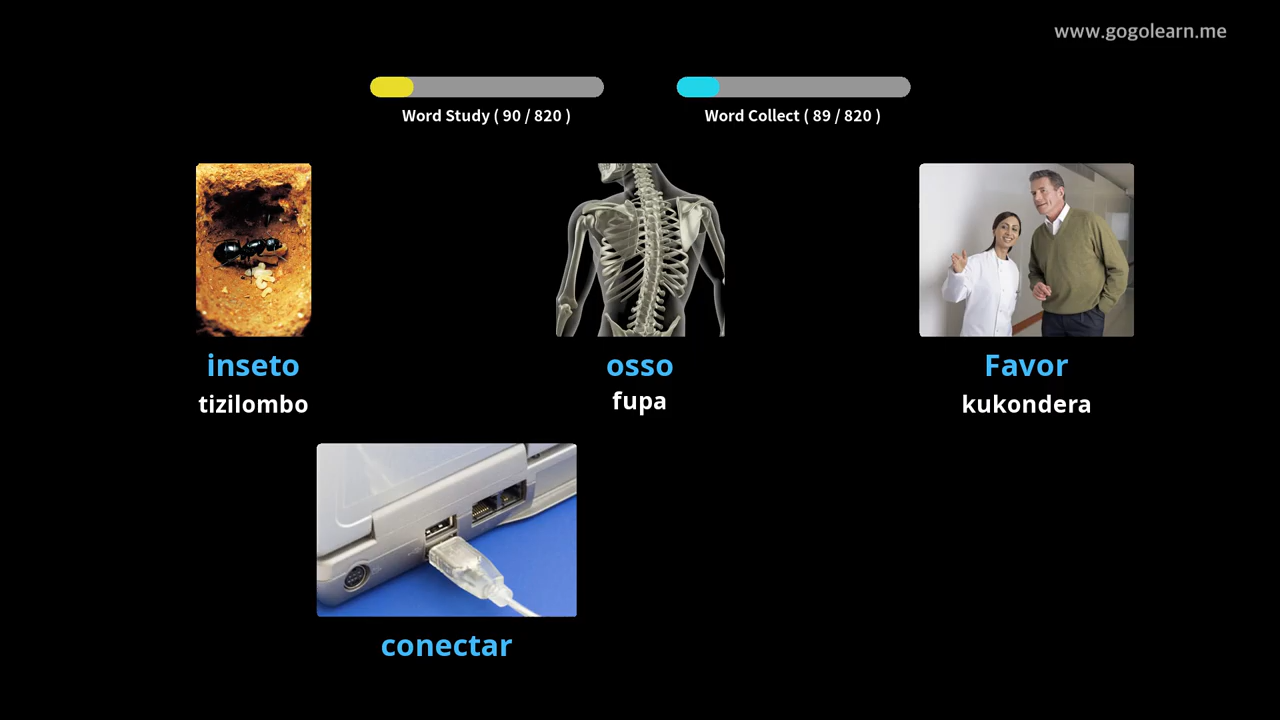 www.gogolearn.me
Word Study ( 90 / 820 )
Word Collect ( 89 / 820 )
inseto
tizilombo
osso
fupa
Favor
kukondera
conectar